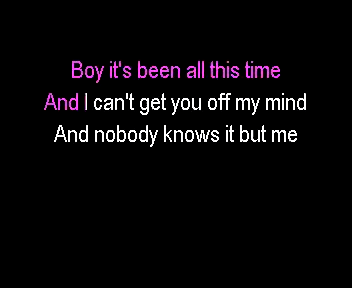 Boy it's been all this time
And I can't get you off my mind
And nobody knows it but me